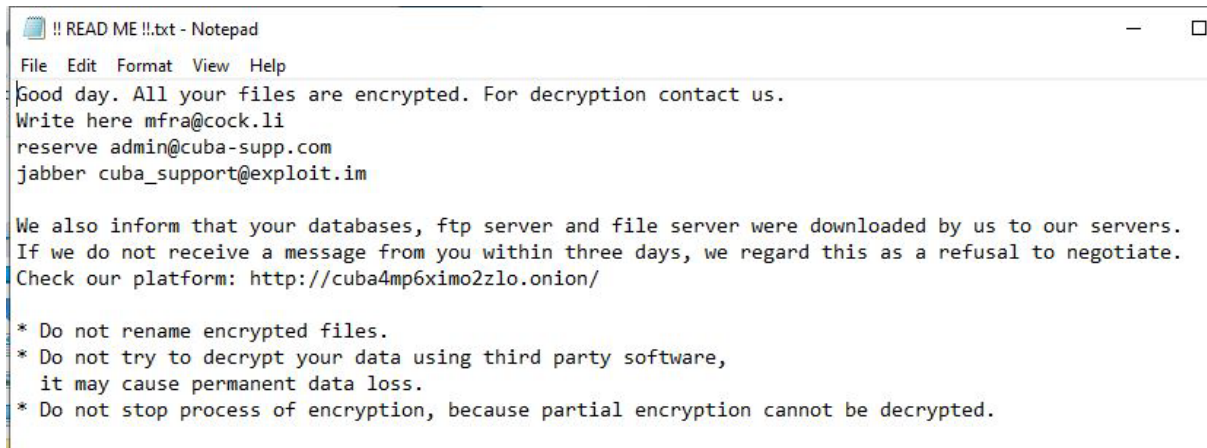 !! READ ME !!.txt - Notepad
File Edit Format View Help
Good day. All your files are encrypted. For decryption contact us.
Write here mfra@cock.li
reserve admin@cuba-supp.com
jabber cuba_support@exploit.im
We also inform that your databases, ftp server and file server were downloaded by us to our servers.
If we do not receive a message from you within three days, we regard this as a refusal to negotiate.
Check our platform: http://cuba4mp6ximo2zlo.onion/
* Do not rename encrypted files.
* Do not try to decrypt your data using third party software,
it may cause permanent data loss.
* Do not stop process of encryption, because partial encryption cannot be decrypted.